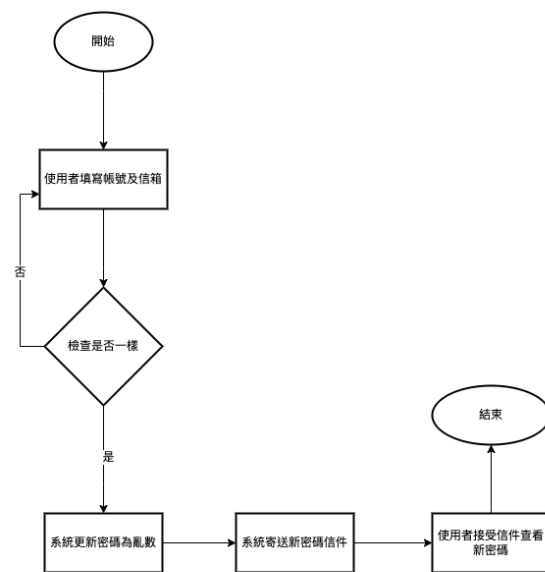 開始
使用者填寫帳號及信箱
否
檢查是否一樣
是
系統更新密碼為亂數
系統寄送新密碼信件
使用者接受信件查看
新密碼
結束